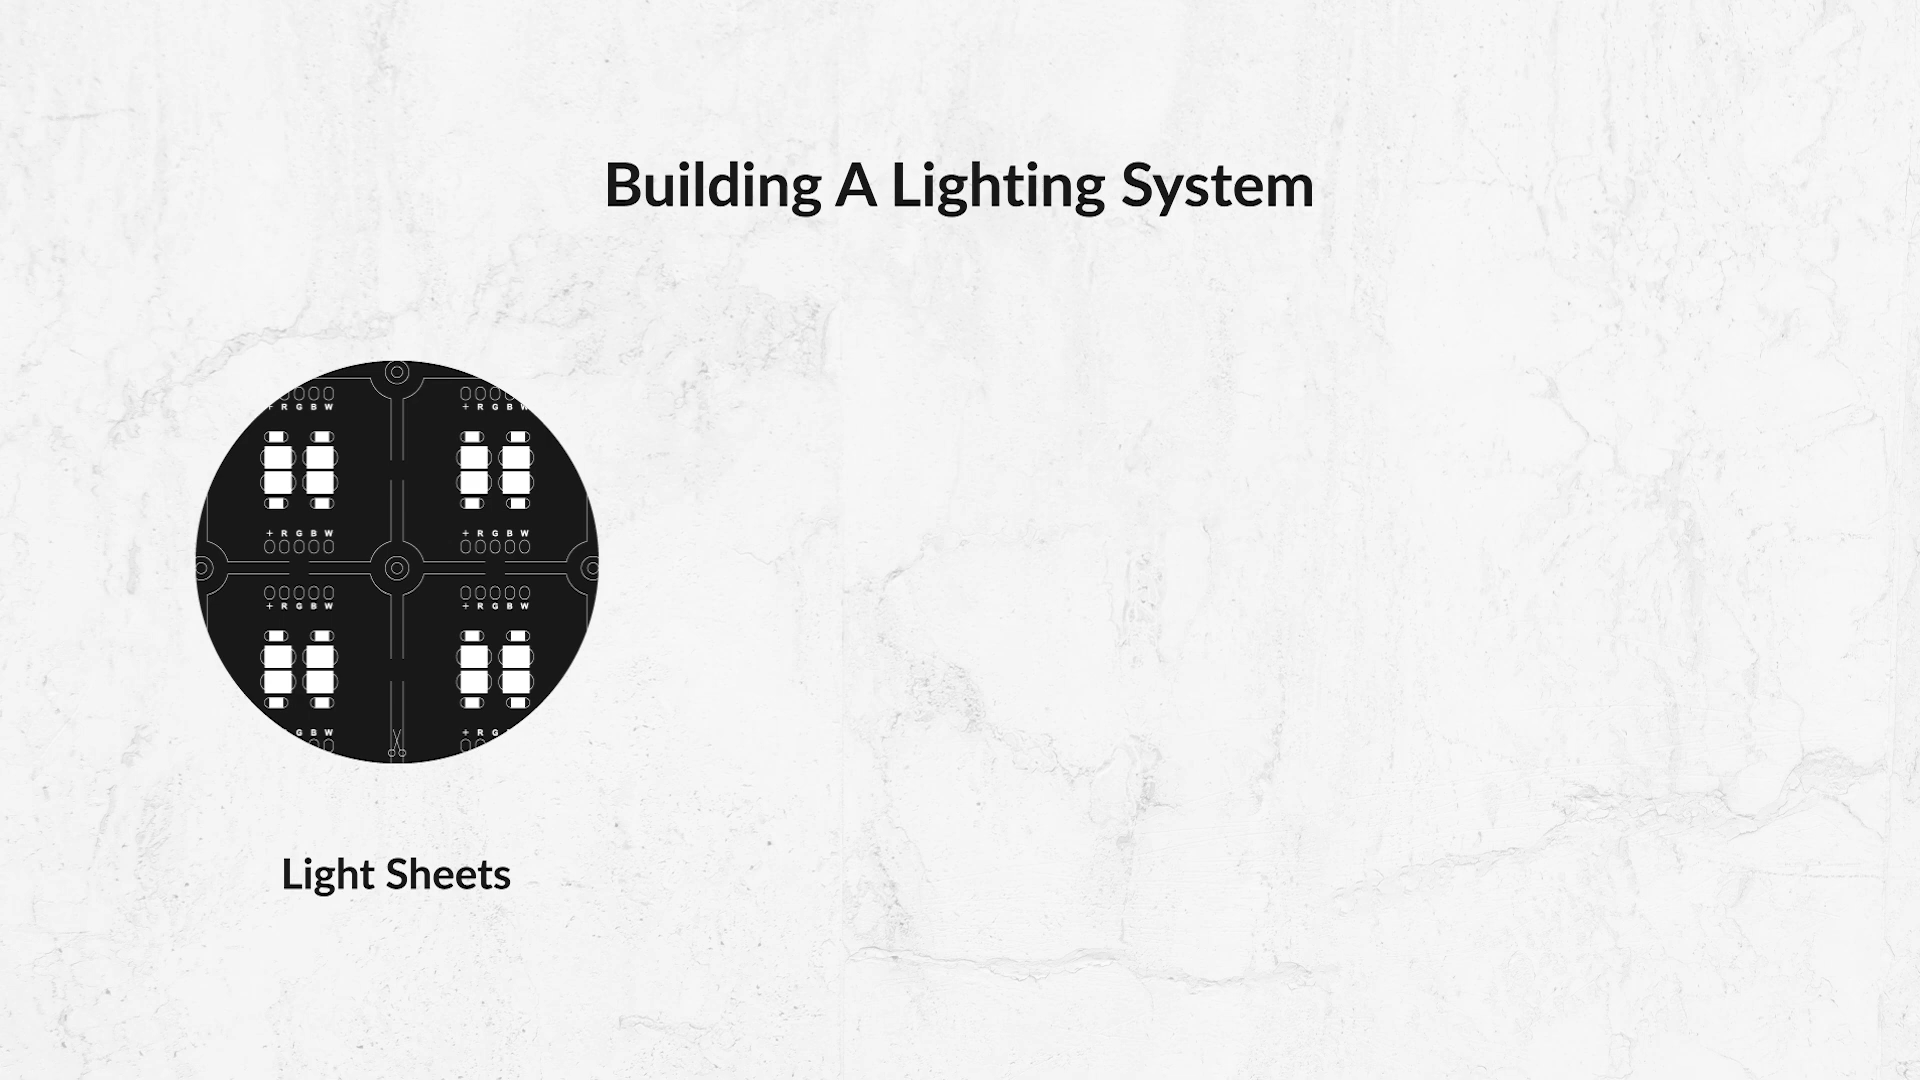 Building A Lighting System
+ R G B W + R G B W
+ R G B W + R G B W
+ R G B W + R G B W
G B W + R G
Light Sheets